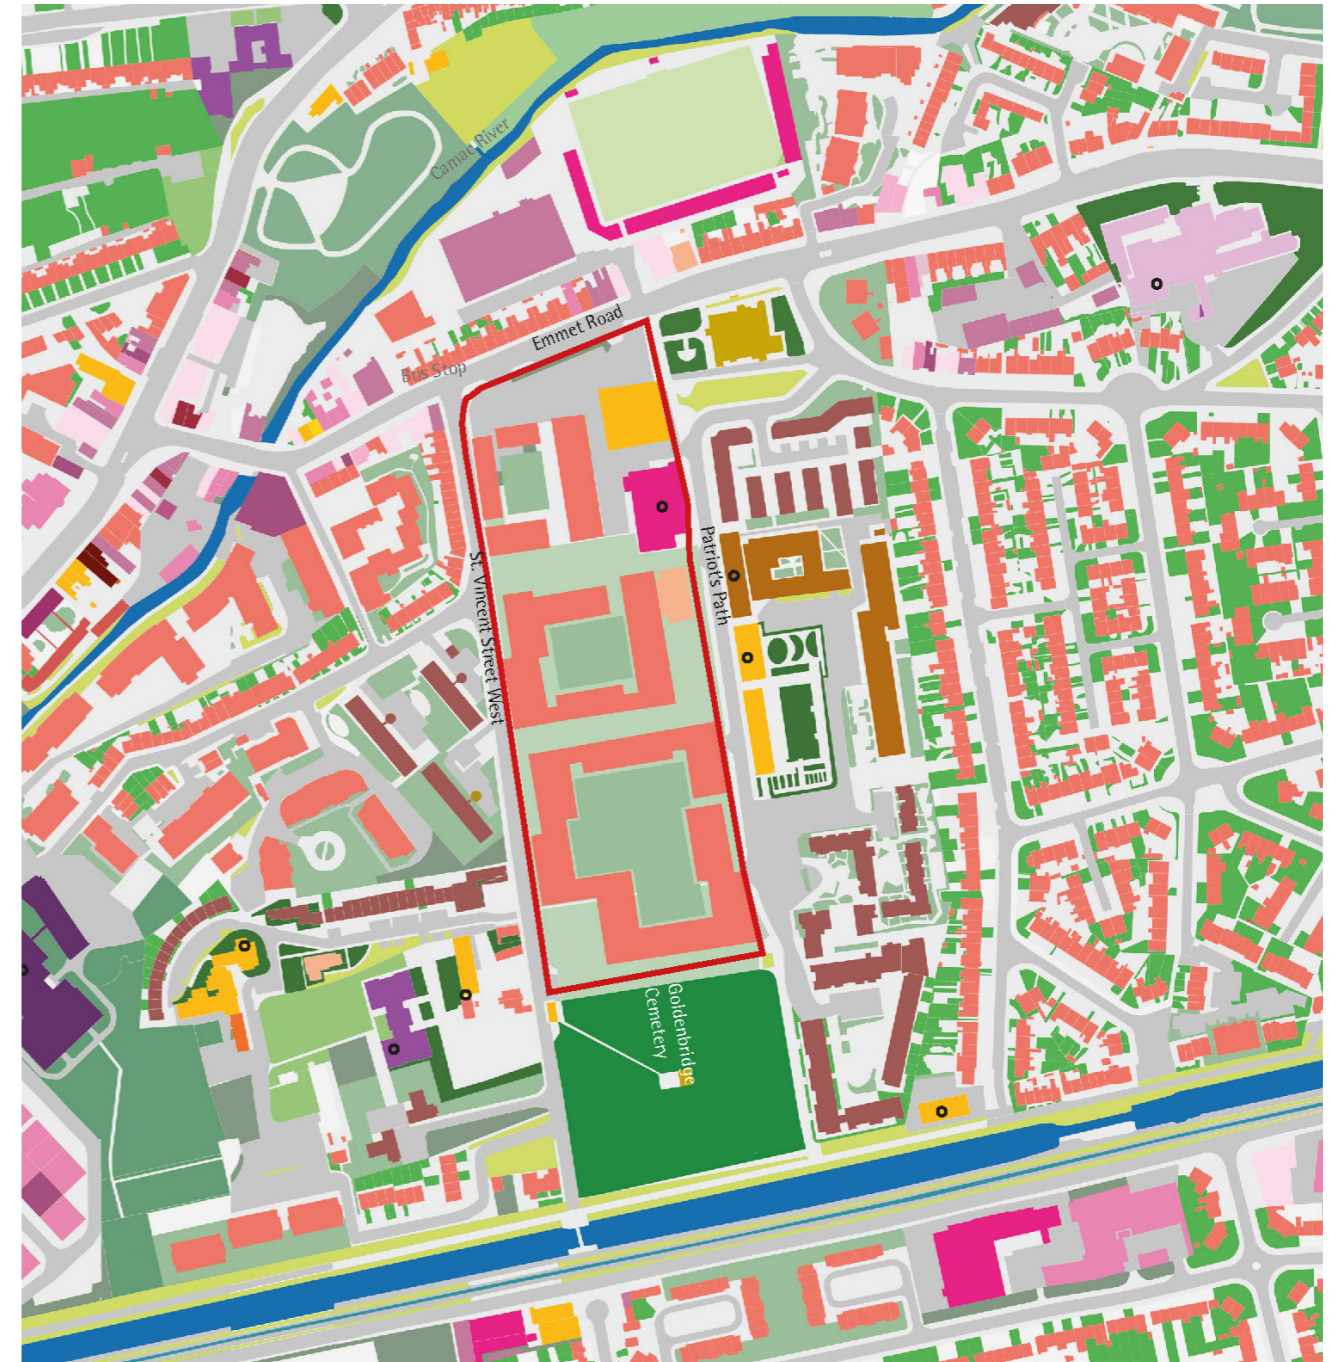 Camac River
Emmet Road
Bus Stop
St. Vincent Street West
Patriot's Path
Goldenbridge
Cemetery